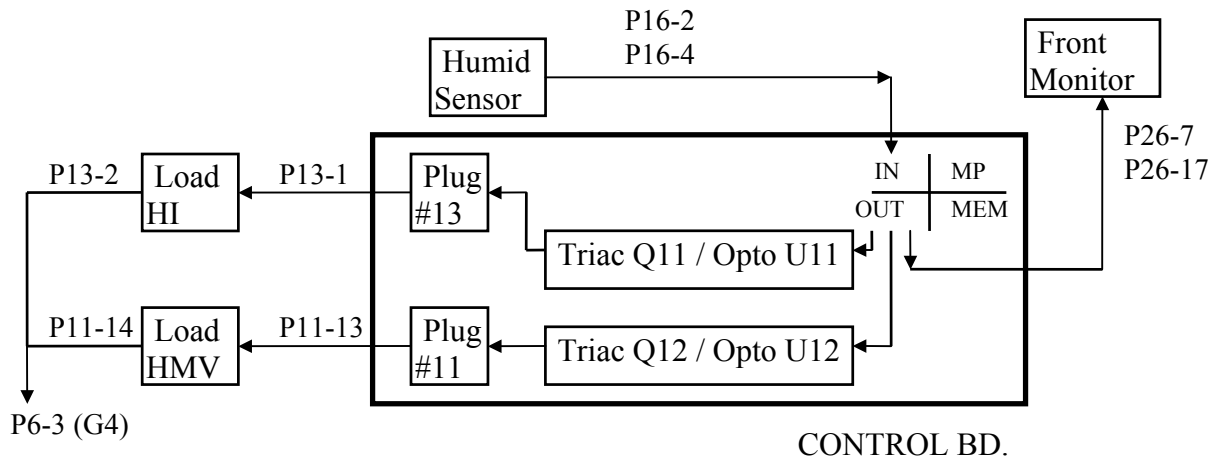 P16-2
P16-4
Humid
Sensor
Front
Monitor
P26-7
P26-17
P13-2
Load
HI
P13-1
Plug
#13
IN
MP
OUT
MEM
Triac Q11 / Opto U11
P11-14
Load
HMV
P11-13
Plug
#11
Triac Q12 / Opto U12
P6-3 (G4)
CONTROL BD.